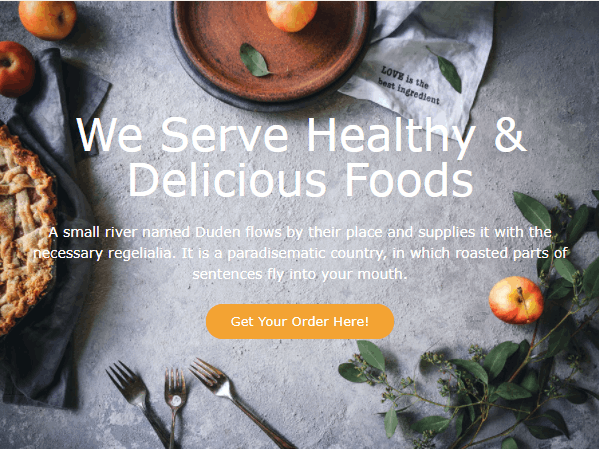 LOVE is the
best ingredient
We Serve Healthy &
Delicious Foods
A small river named Duden flows by their place and supplies it with the
necessary regelialia. It is a paradisematic country, in which roasted parts of
sentences fly into your mouth.
Get Your Order Here!